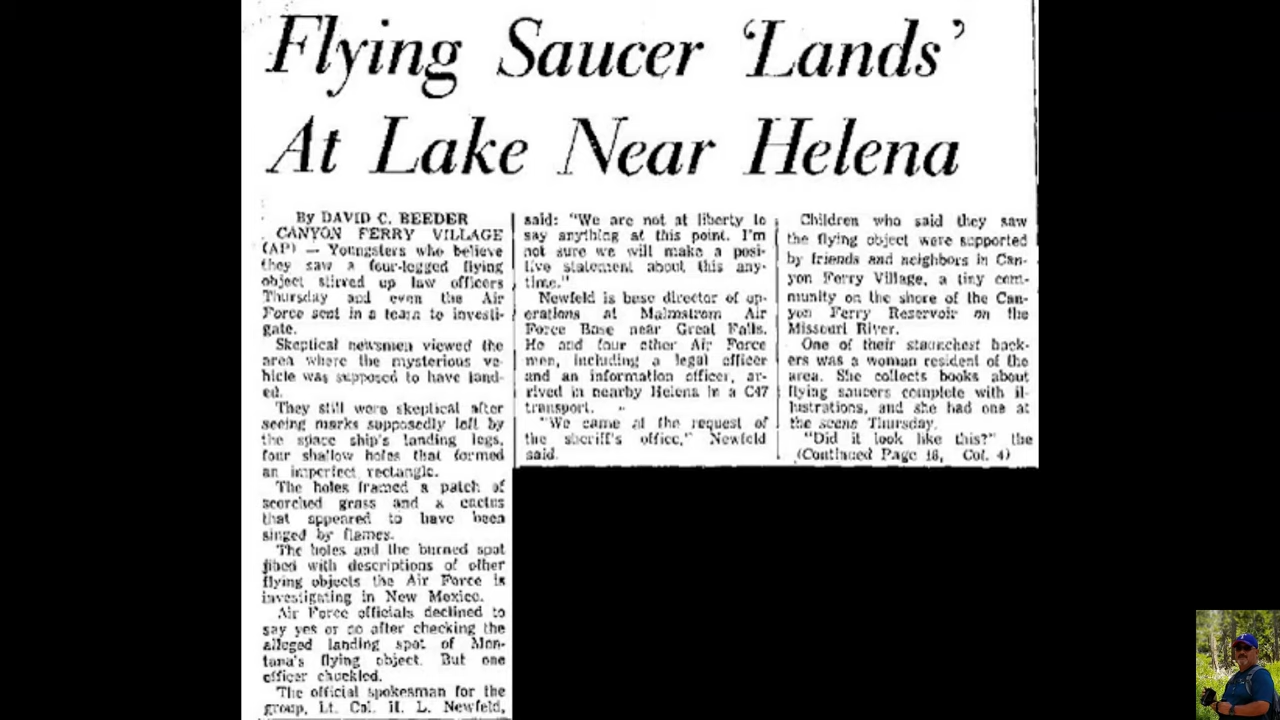 Flying Saucer 'Lands'
At Lake Near Helena
By DAVID C. BEEDER
CANYON FERRY VILLAGE
(AP) — Youngsters who believe
they saw a four-legged flying
object stirred up law officers
Thursday and even the Air
Force sent in a team to investi-
gate.
Skeptical newsmen viewed the
area where the mysterious ve-
hicle was supposed to have land-
ed.
They still were skeptical after
seeing marks supposedly left by
the space ship's landing legs,
four shallow holes that formed
an imperfect rectangle.
The holes framed a patch of
scorched grass and a cactus
that appeared to have been
singed by flames.
The holes and the burned spot
jibed with descriptions of other
flying objects the Air Force is
investigating in New Mexico.
Air Force officials declined to
say yes or no after checking the
alleged landing spot of Mon-
tana's flying object. But one
officer chuckled.
The official spokesman for the
group, Lt. Col. H. L. Newfeld,
said: "We are not at liberty to
say anything at this point. I'm
not sure we will make a posi-
tive statement about this any-
time."
Newfeld is base director of op-
erations at Malmstrom Air
Force Base near Great Falls.
He and four other Air Force
men, including a legal officer
and an information officer, ar-
rived in nearby Helena in a C47
transport.
"We came at the request of
the sheriff's office," Newfeld
said.
Children who said they saw
the flying object were supported
by friends and neighbors in Can-
yon Ferry Village, a tiny com-
munity on the shore of the Can-
yon Ferry Reservoir on the
Missouri River.
One of their staunchest back-
ers was a woman resident of the
area. She collects books about
flying saucers complete with il-
lustrations, and she had one at
the scene Thursday.
"Did it look like this?" the
(Continued Page 16, Col. 4)